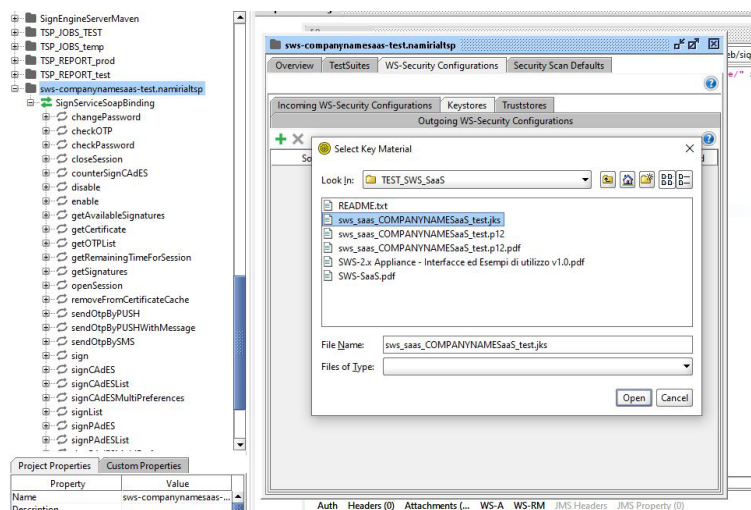 SignEngineServerMaven
TSP_JOBS_TEST
TSP_JOBS_temp
TSP_REPORT_prod
TSP_REPORT_test
sws-companynamesaas-test.namirialtsp
SignServiceSoapBinding
changePassword
checkOTP
checkPassword
closeSession
counterSignCAdES
disable
enable
getAvailableSignatures
getCertificate
getOTPList
getRemainingTimeForSession
getSignatures
openSession
removeFromCertificateCache
sendOtpByPUSH
sendOtpByPUSHWithMessage
sendOtpBySMS
sign
signCAdES
signCAdESList
signCAdESMultiPreferences
signList
signPAdES
signPAdESList
Project Properties Custom Properties
Property Value
Name sws-companynamesaas-...
Description
sws-companynamesaas-test.namirialtsp
Overview TestSuites WS-Security Configurations Security Scan Defaults
Incoming WS-Security Configurations Keystores Truststores
Outgoing WS-Security Configurations
Select Key Material
Look In: TEST_SWS_SaaS
README.txt
sws_saas_COMPANYNAMESaaS_test.jks
sws_saas_COMPANYNAMESaaS_test.p12
sws_saas_COMPANYNAMESaaS_test.p12.pdf
SWS-2.x Appliance - Interfacce ed Esempi di utilizzo v1.0.pdf
SWS-SaaS.pdf
File Name: sws_saas_COMPANYNAMESaaS_test.jks
Files of Type:
Open Cancel
Auth Headers (0) Attachments (... WS-A WS-RM JMS Headers JMS Property (0)